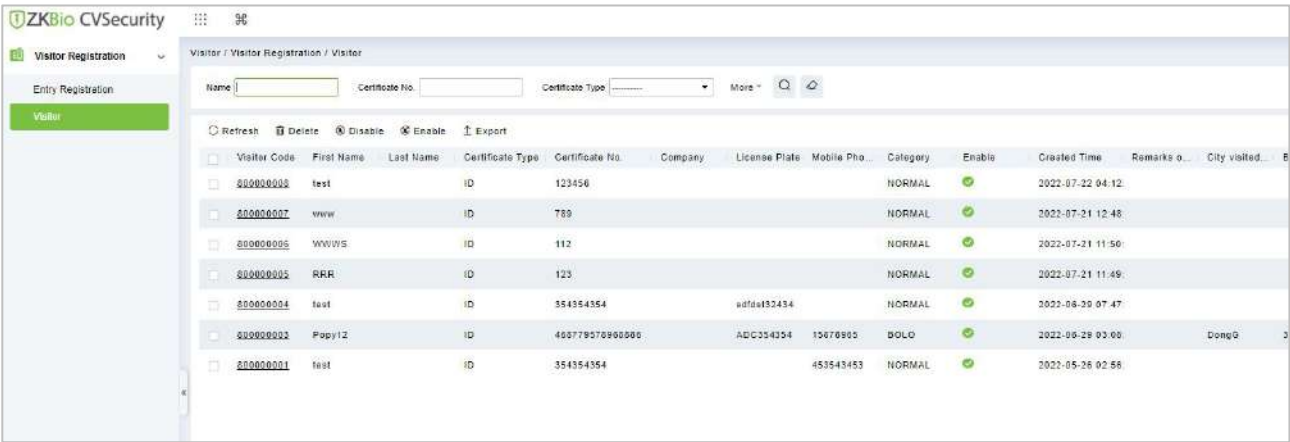 ZKBio CVSecurity
Visitor Registration
Entry Registration
Visitor
Visitor / Visitor Registration / Visitor
Name Certificate No. Certificate Type ---------- More
Refresh Delete Disable Enable Export
Visitor Code First Name Last Name Certificate Type Certificate No. Company License Plate Mobile Pho... Category Enable Created Time Remarks o... City visited...
800000008 test ID 123456 NORMAL 2022-07-22 04:12:
800000007 www ID 789 NORMAL 2022-07-21 12:48:
800000006 WWWS ID 112 NORMAL 2022-07-21 11:50:
800000005 RRR ID 123 NORMAL 2022-07-21 11:49:
800000004 test ID 354354354 NORMAL 2022-06-29 07:47:
800000003 Popy12 ID ADC354354 BOLO 2022-06-29 03:08: DongG
800000001 test ID 354354354 453543453 NORMAL 2022-05-26 02:56: